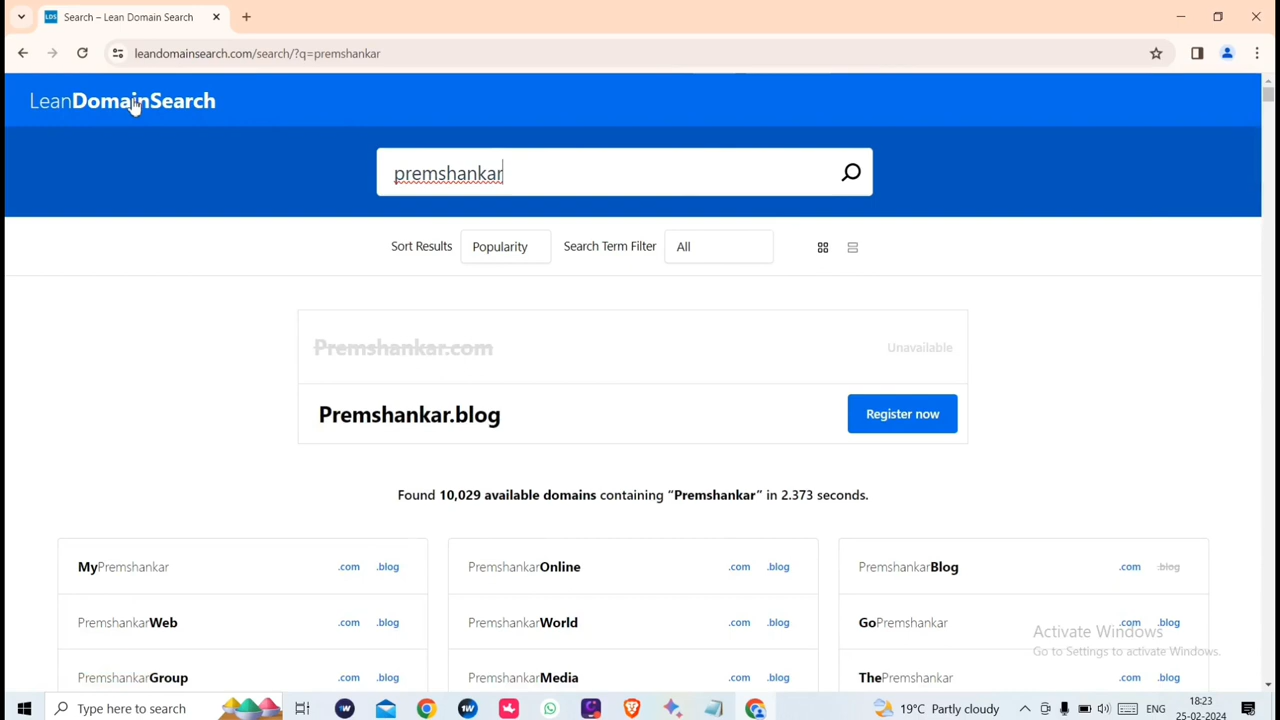 Search – Lean Domain Search
leandomainsearch.com/search/?q=premshankar
LeanDomainSearch
premshankar
Sort Results Popularity Search Term Filter All
Premshankar.com Unavailable
Premshankar.blog Register now
Found 10,029 available domains containing “Premshankar” in 2.373 seconds.
MyPremshankar .com .blog PremshankarOnline .com .blog PremshankarBlog .com .blog
PremshankarWeb .com .blog PremshankarWorld .com .blog GoPremshankar .com .blog
PremshankarGroup .com .blog PremshankarMedia .com .blog ThePremshankar .com .blog
Activate Windows
Go to Settings to activate Windows.
Type here to search 19°C Partly cloudy ENG 18:23
25-02-2024